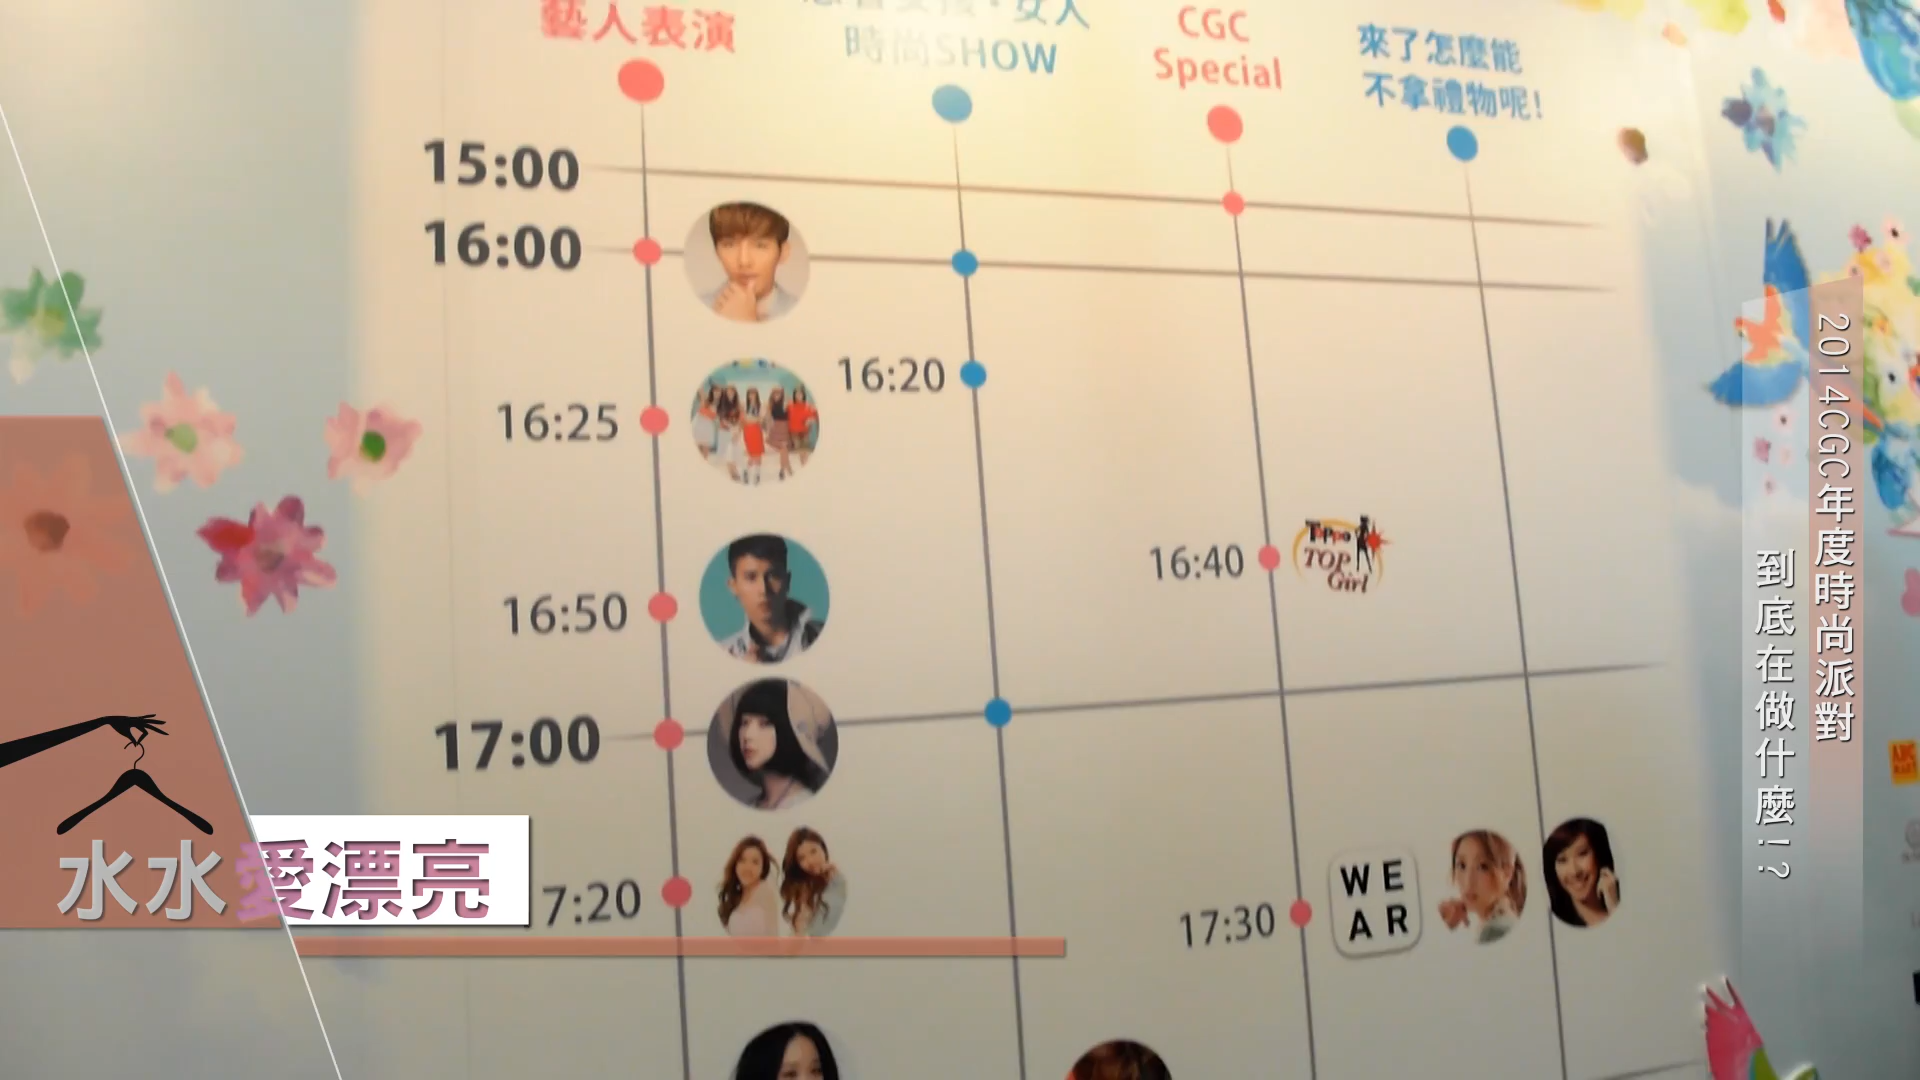 藝人表演
時尚SHOW
CGC
Special
來了怎麼能
不拿禮物呢!
15:00
16:00
16:20
16:25
16:40
Toppo
TOP
Girl
16:50
17:00
7:20
17:30
WE
AR
水水愛漂亮
2014CGC年度時尚派對
到底在做什麼!?